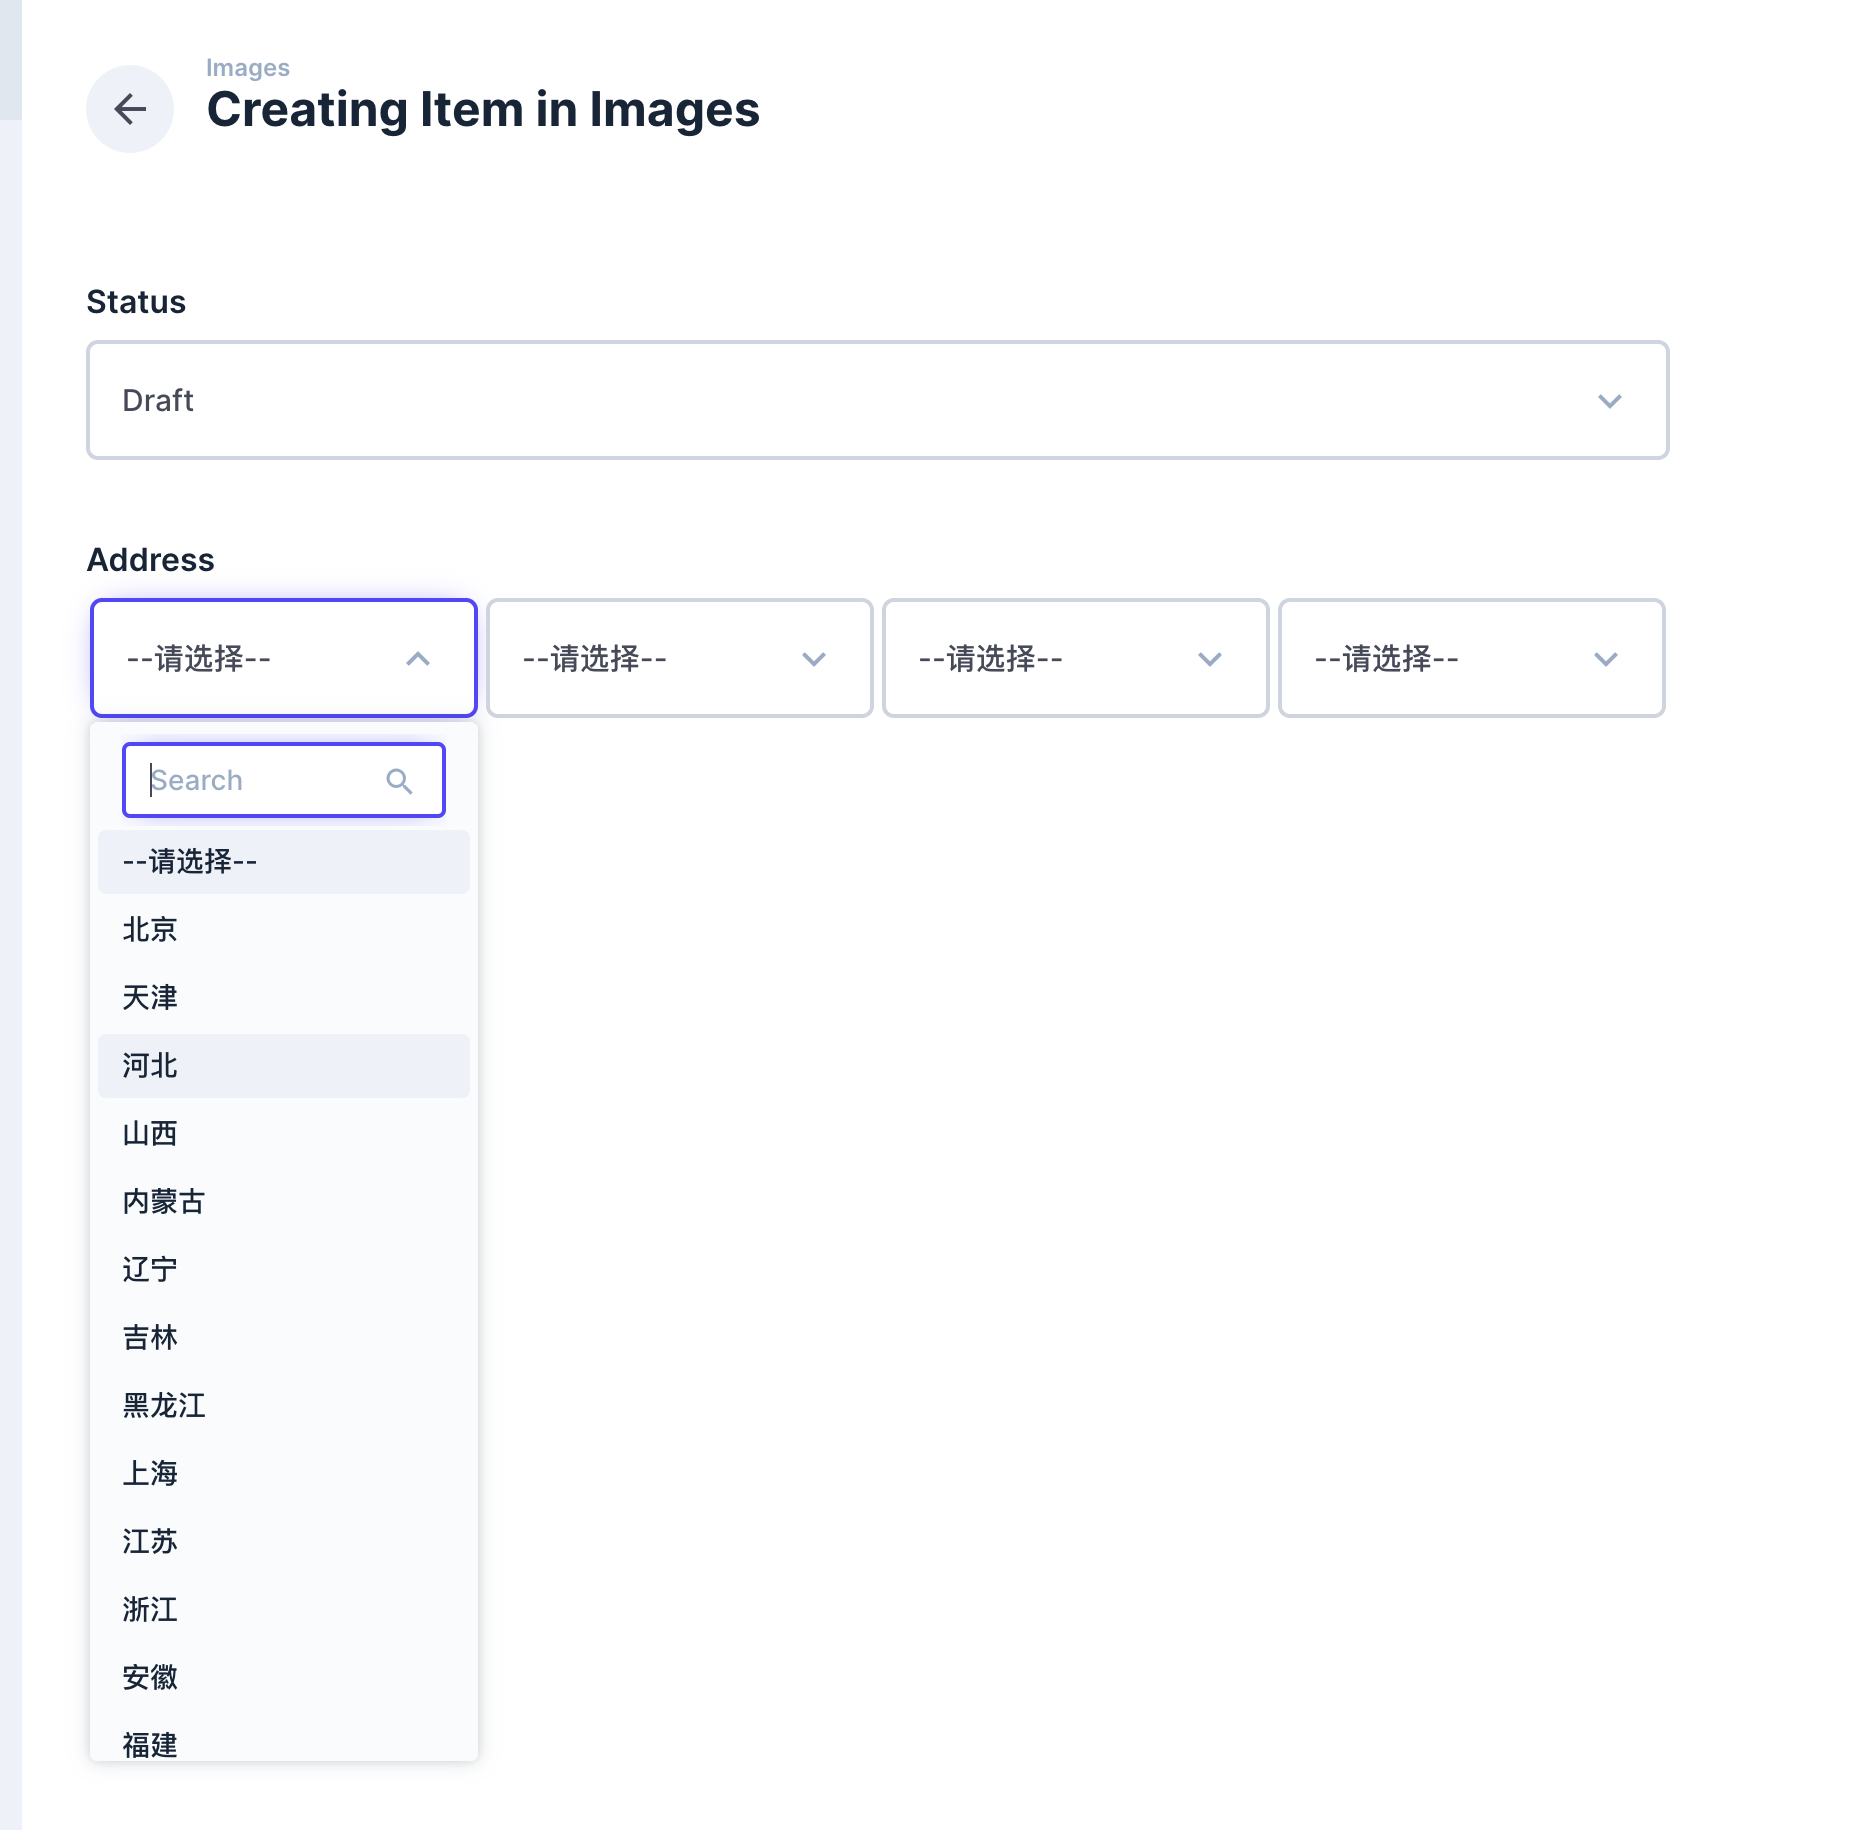 Images
Creating Item in Images
Status
Draft
Address
--请选择-- --请选择-- --请选择-- --请选择--
Search
--请选择--
北京
天津
河北
山西
内蒙古
辽宁
吉林
黑龙江
上海
江苏
浙江
安徽
福建